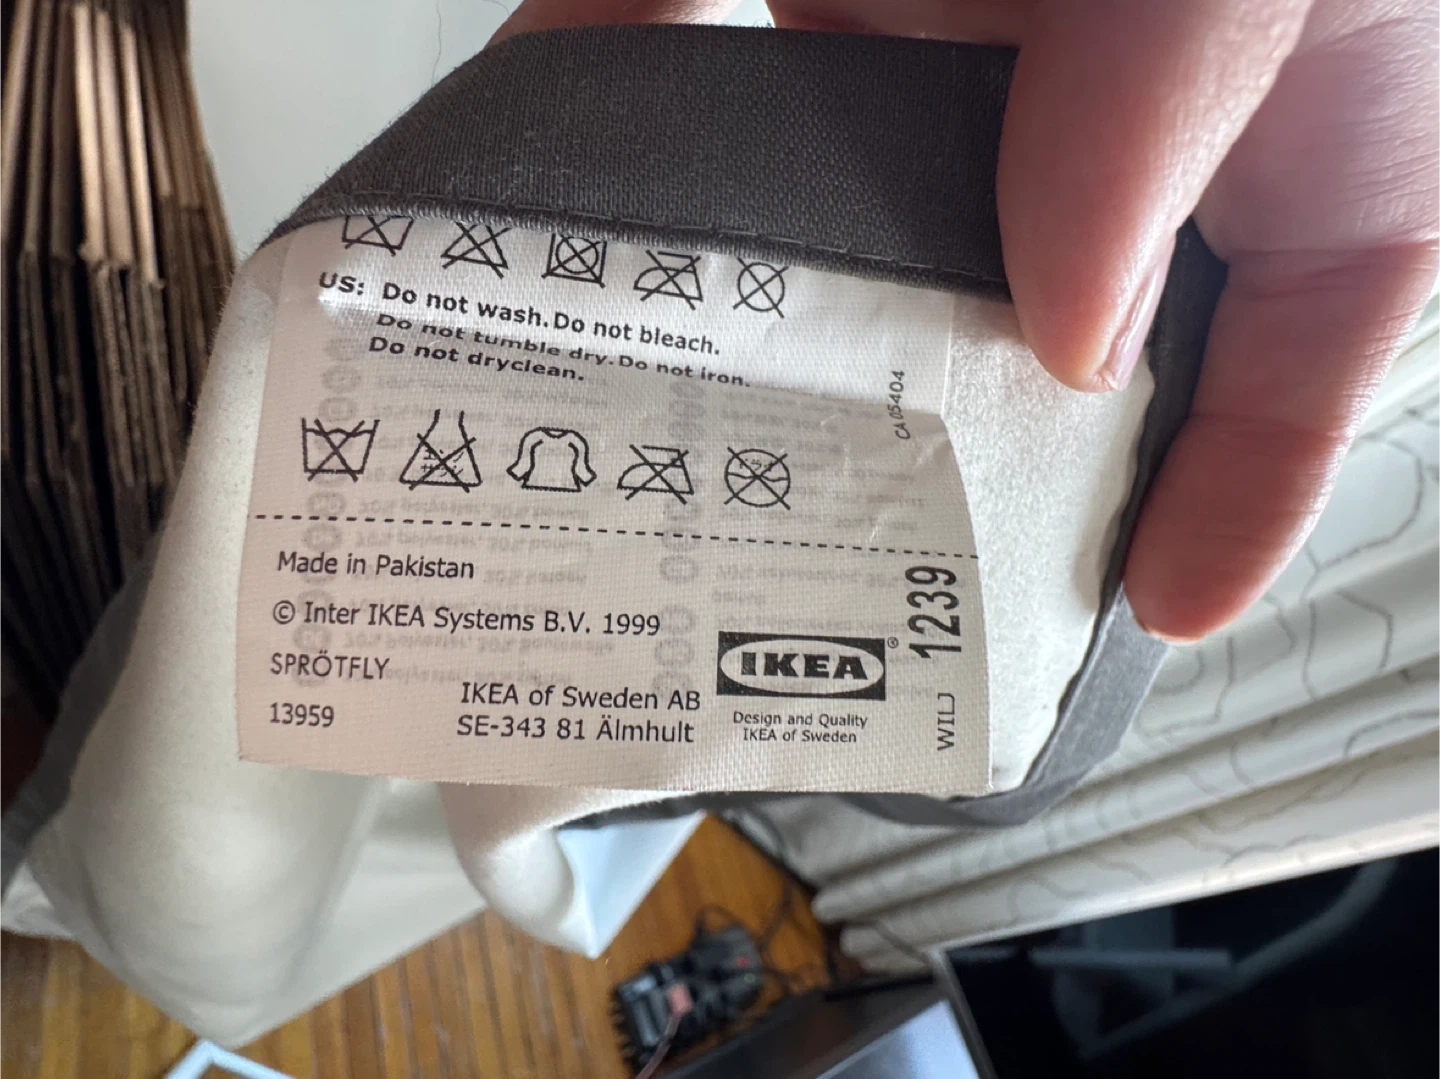 US: Do not wash. Do not bleach.
Do not tumble dry. Do not iron.
Do not dryclean.
CA 05404
Made in Pakistan
© Inter IKEA Systems B.V. 1999
SPRÖTFLY
13959
IKEA of Sweden AB
SE-343 81 Älmhult
IKEA®
Design and Quality
IKEA of Sweden
1239
WILJ